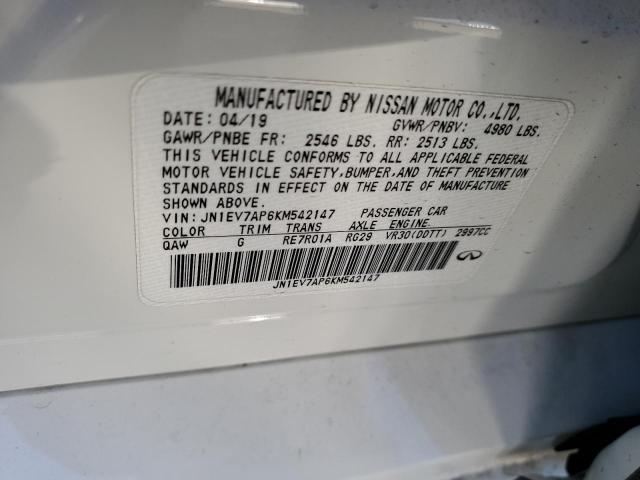 MANUFACTURED BY NISSAN MOTOR CO.,LTD.
DATE: 04/19 GVWR/PNBV: 4980 LBS.
GAWR/PNBE FR: 2546 LBS. RR: 2513 LBS.
THIS VEHICLE CONFORMS TO ALL APPLICABLE FEDERAL
MOTOR VEHICLE SAFETY,BUMPER,AND THEFT PREVENTION
STANDARDS IN EFFECT ON THE DATE OF MANUFACTURE
SHOWN ABOVE.
VIN: JN1EV7AP6KM542147 PASSENGER CAR
COLOR TRIM TRANS AXLE ENGINE.
QAW G RE7R01A RG29 VR30(DDTT) 2997CC
JN1EV7AP6KM542147